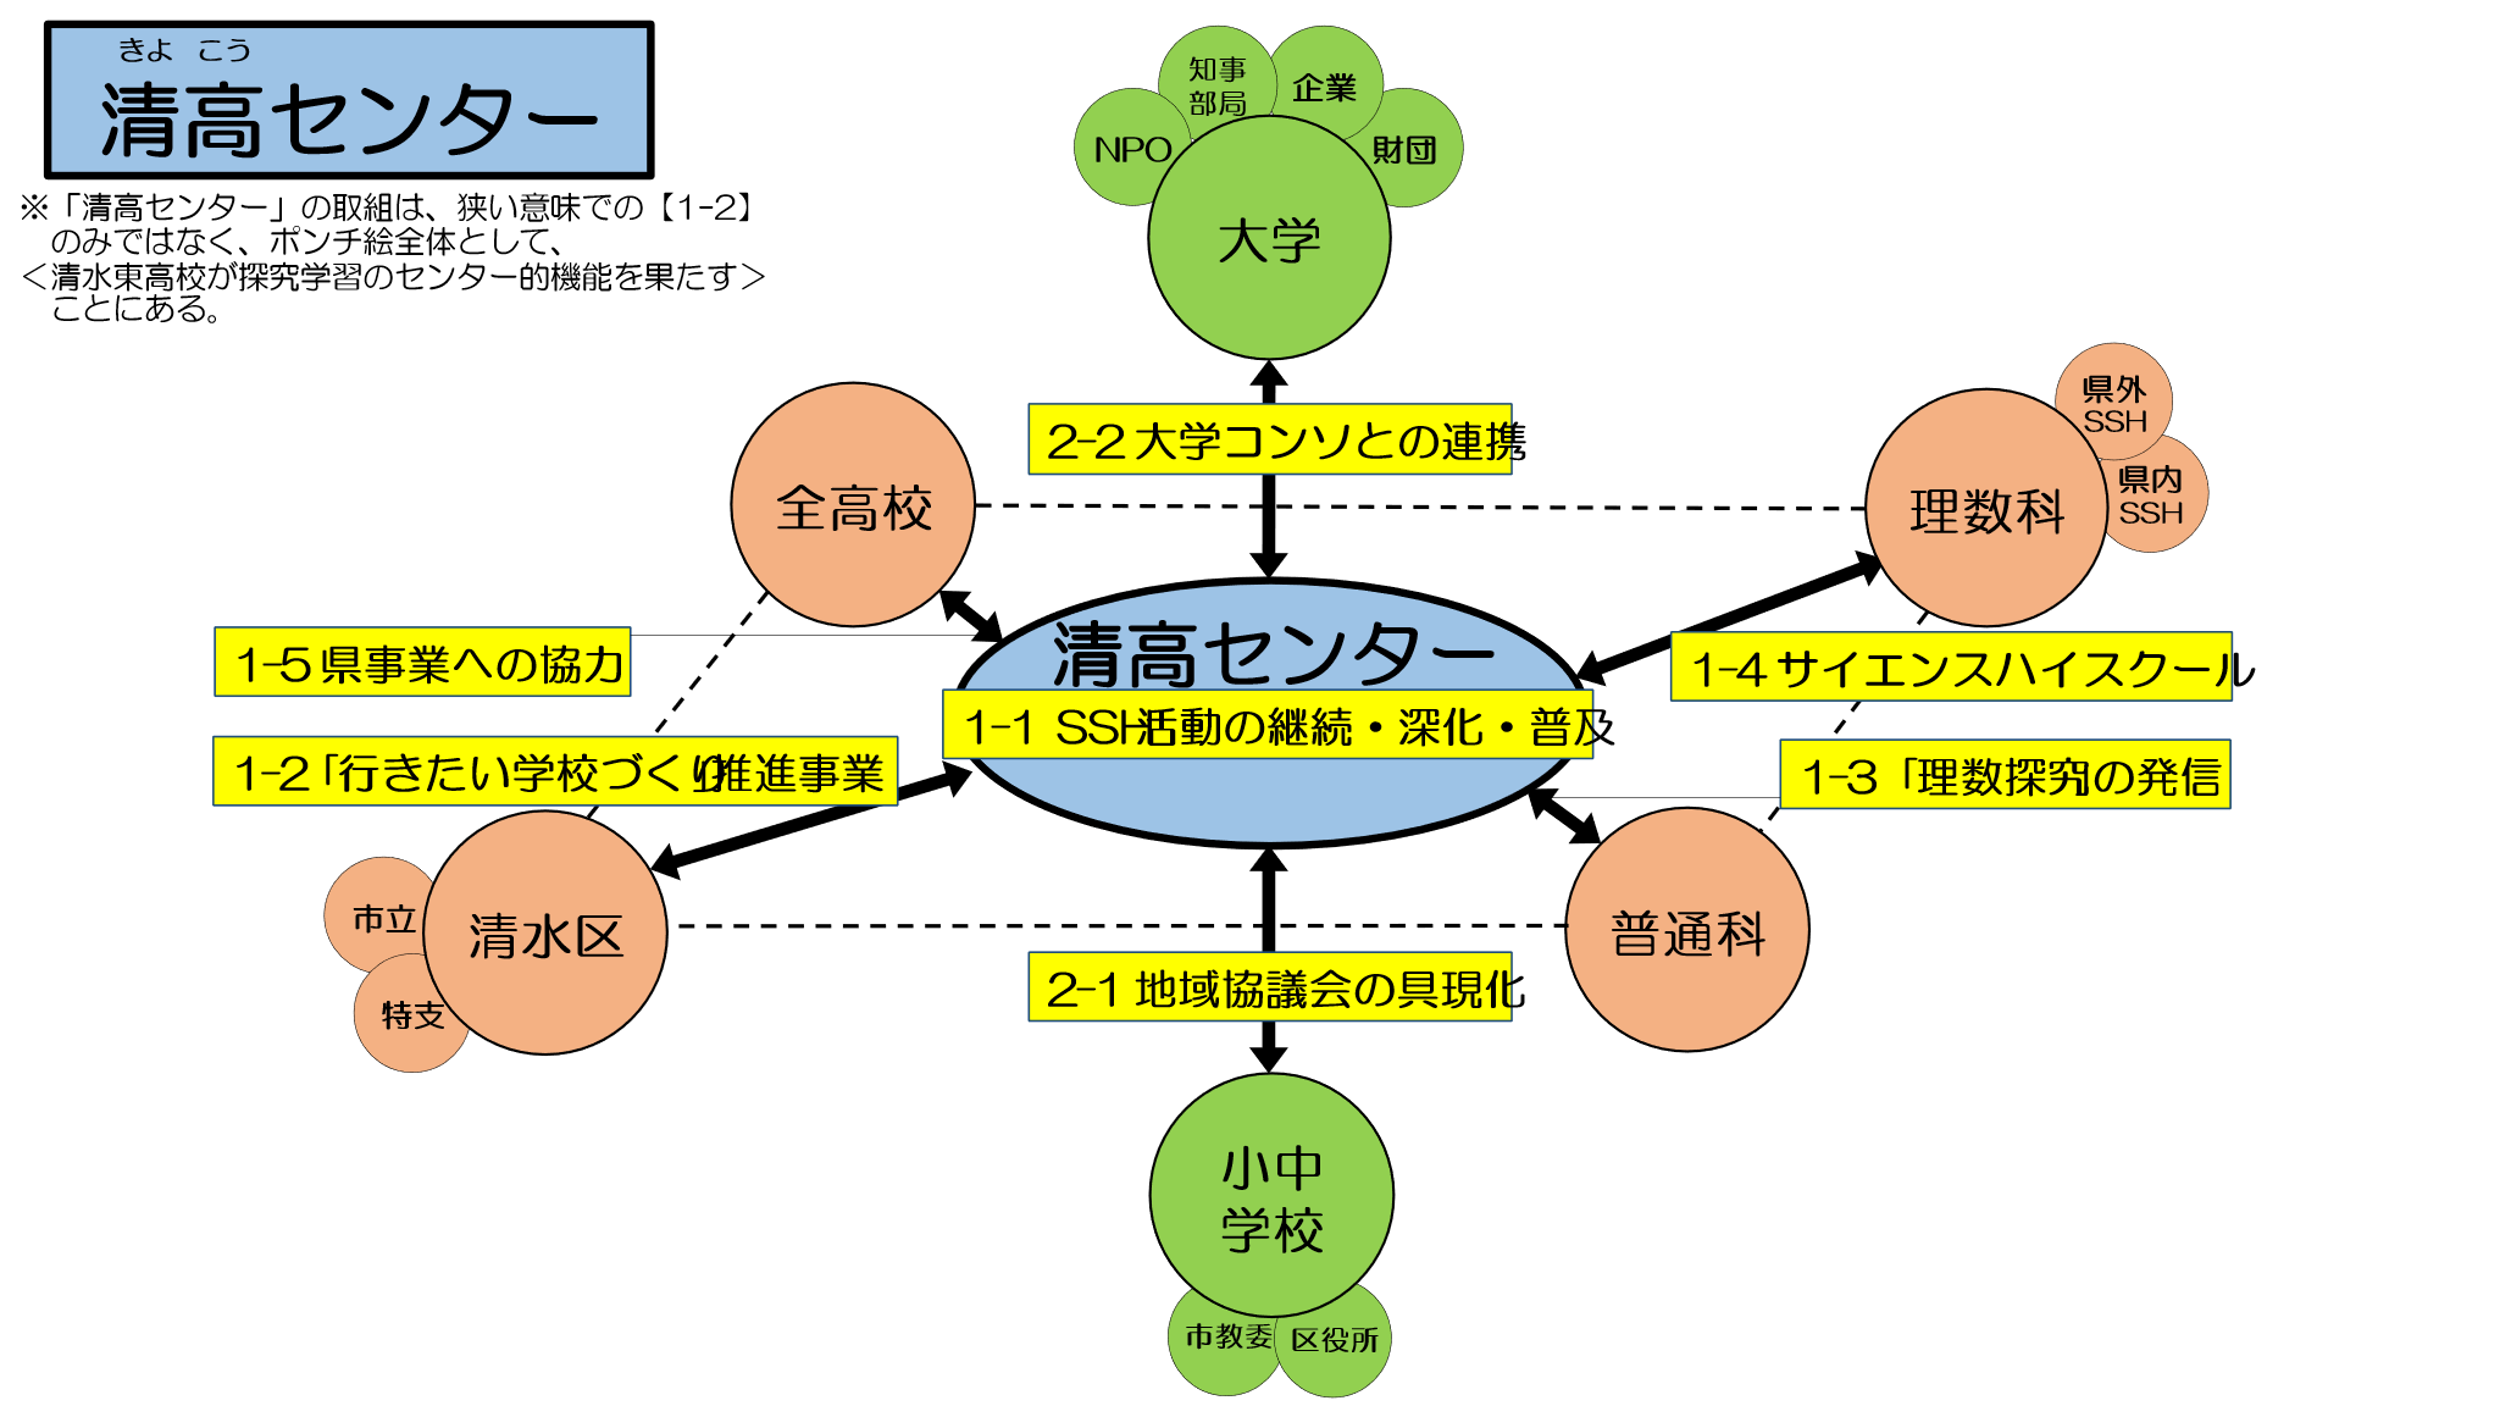 きよ こう
清高センター
※「清高センター」の取組は、狭い意味での【1-2】
のみではなく、ポンチ絵全体として、
＜清水東高校が探究学習のセンター的機能を果たす＞
ことにある。
知事
部局
企業
NPO
財団
大学
2-2 大学コンソとの連携
全高校
県外
SSH
県内
SSH
理数科
1-5 県事業への協力
清高センター
1-4 サイエンスハイスクール
1-1 SSH活動の継続・深化・普及
1-2「行きたい学校づくり」推進事業
1-3「理数探究」の発信
市立
清水区
特支
普通科
2-1 地域協議会の具現化
小中
学校
市教委
区役所